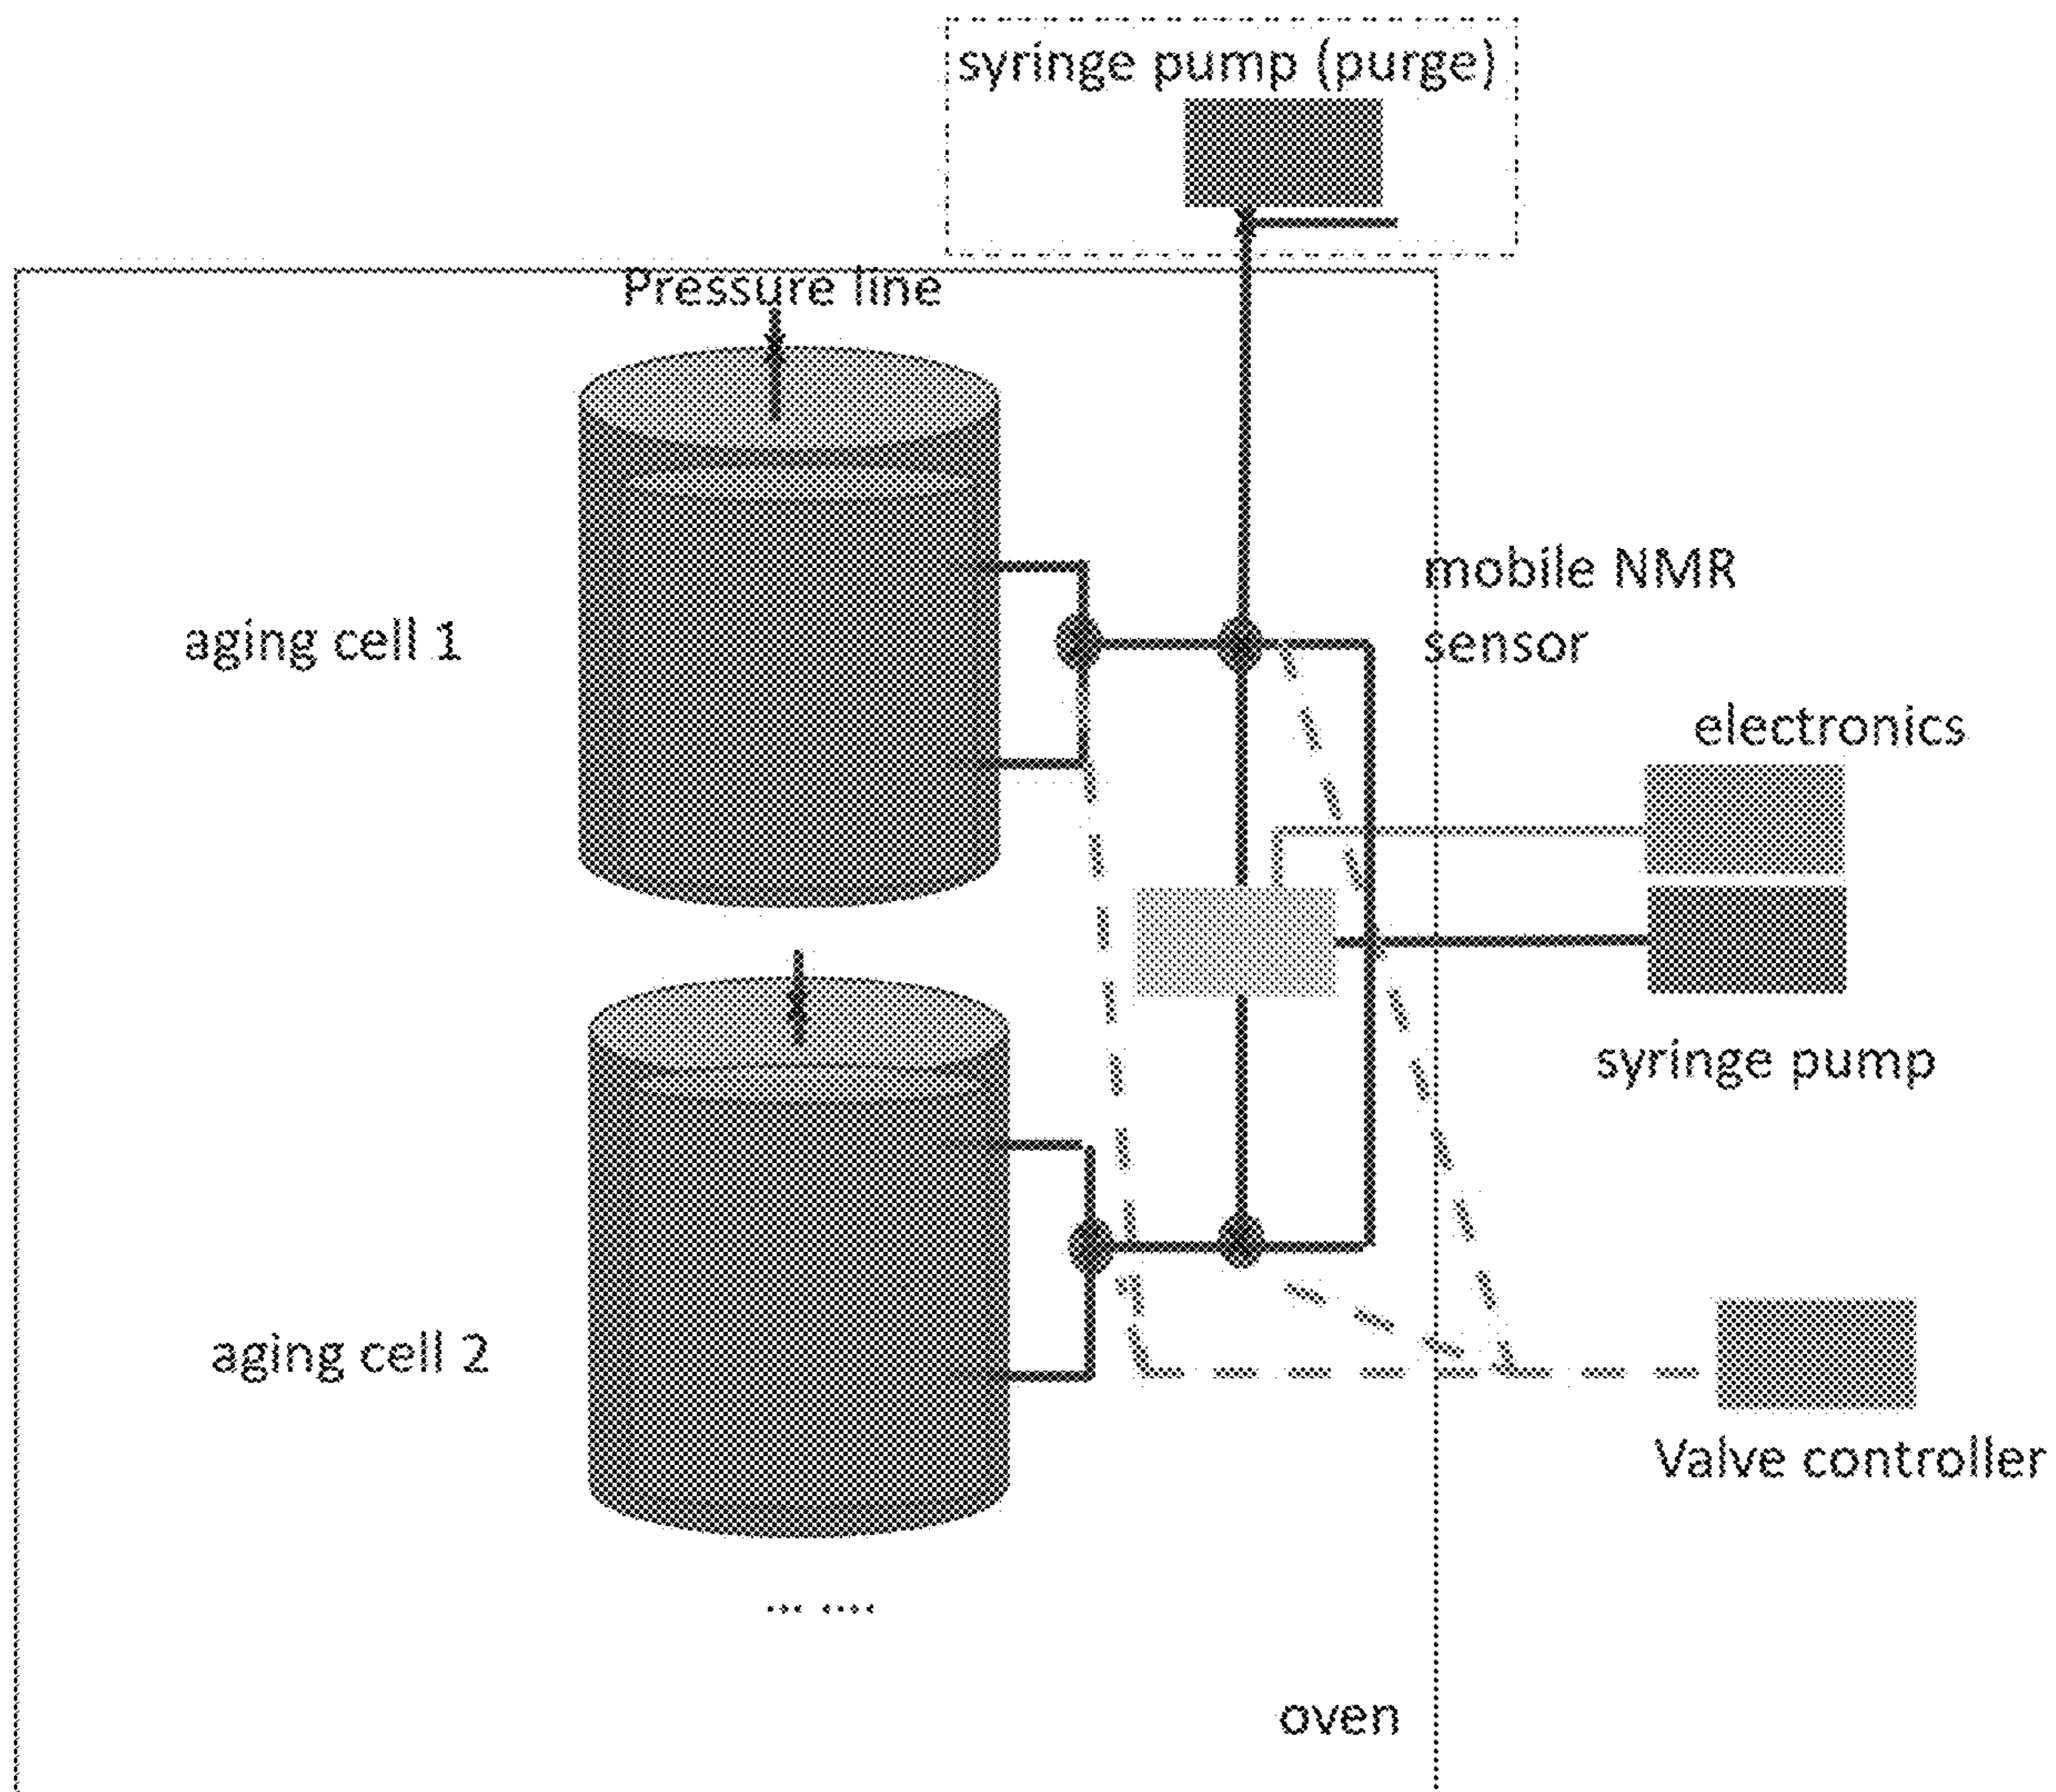 syringe pump (purge)
Pressure line
mobile NMR
sensor
aging cell 1
electronics
syringe pump
aging cell 2
Valve controller
... ...
oven